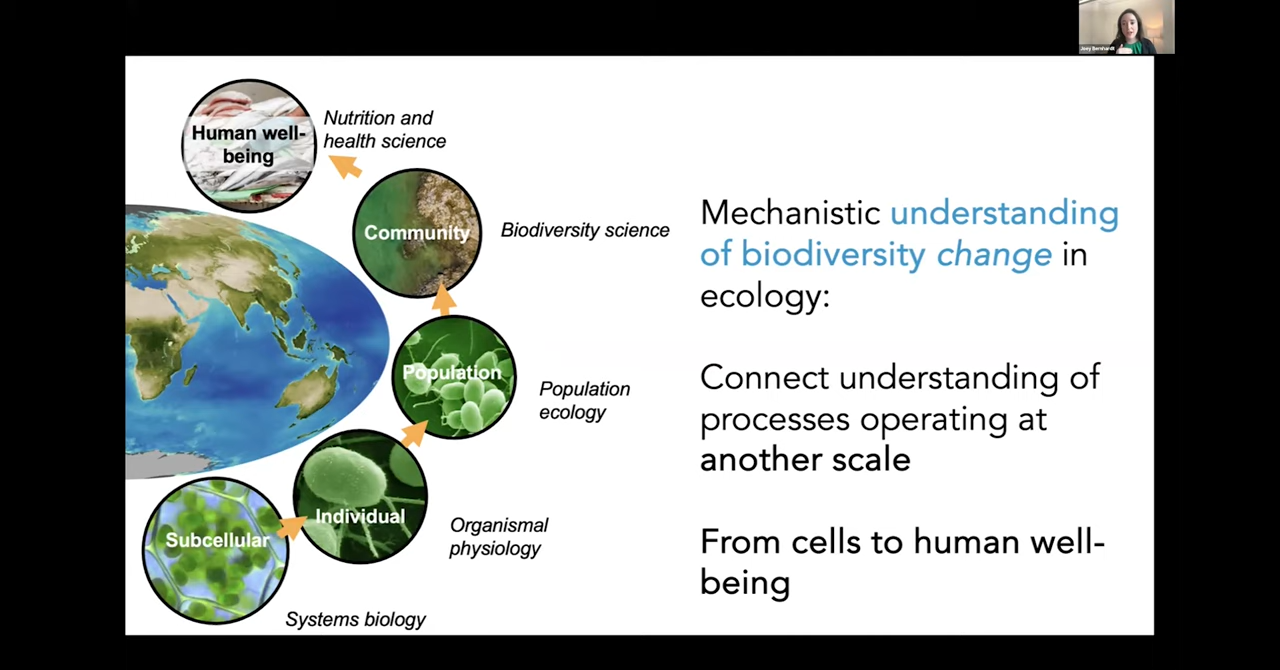 Joey Bernhardt
Human well-
being
Nutrition and
health science
Community
Biodiversity science
Population
Population
ecology
Individual
Organismal
physiology
Subcellular
Systems biology
Mechanistic understanding
of biodiversity change in
ecology:
Connect understanding of
processes operating at
another scale
From cells to human well-
being